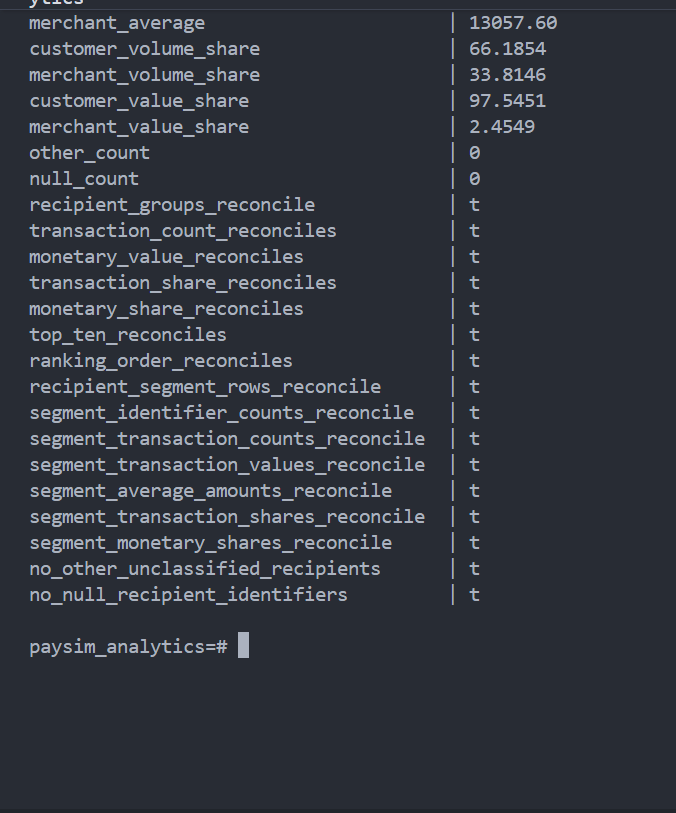 ytics
merchant_average | 13057.60
customer_volume_share | 66.1854
merchant_volume_share | 33.8146
customer_value_share | 97.5451
merchant_value_share | 2.4549
other_count | 0
null_count | 0
recipient_groups_reconcile | t
transaction_count_reconciles | t
monetary_value_reconciles | t
transaction_share_reconciles | t
monetary_share_reconciles | t
top_ten_reconciles | t
ranking_order_reconciles | t
recipient_segment_rows_reconcile | t
segment_identifier_counts_reconcile | t
segment_transaction_counts_reconcile | t
segment_transaction_values_reconcile | t
segment_average_amounts_reconcile | t
segment_transaction_shares_reconcile | t
segment_monetary_shares_reconcile | t
no_other_unclassified_recipients | t
no_null_recipient_identifiers | t
paysim_analytics=#